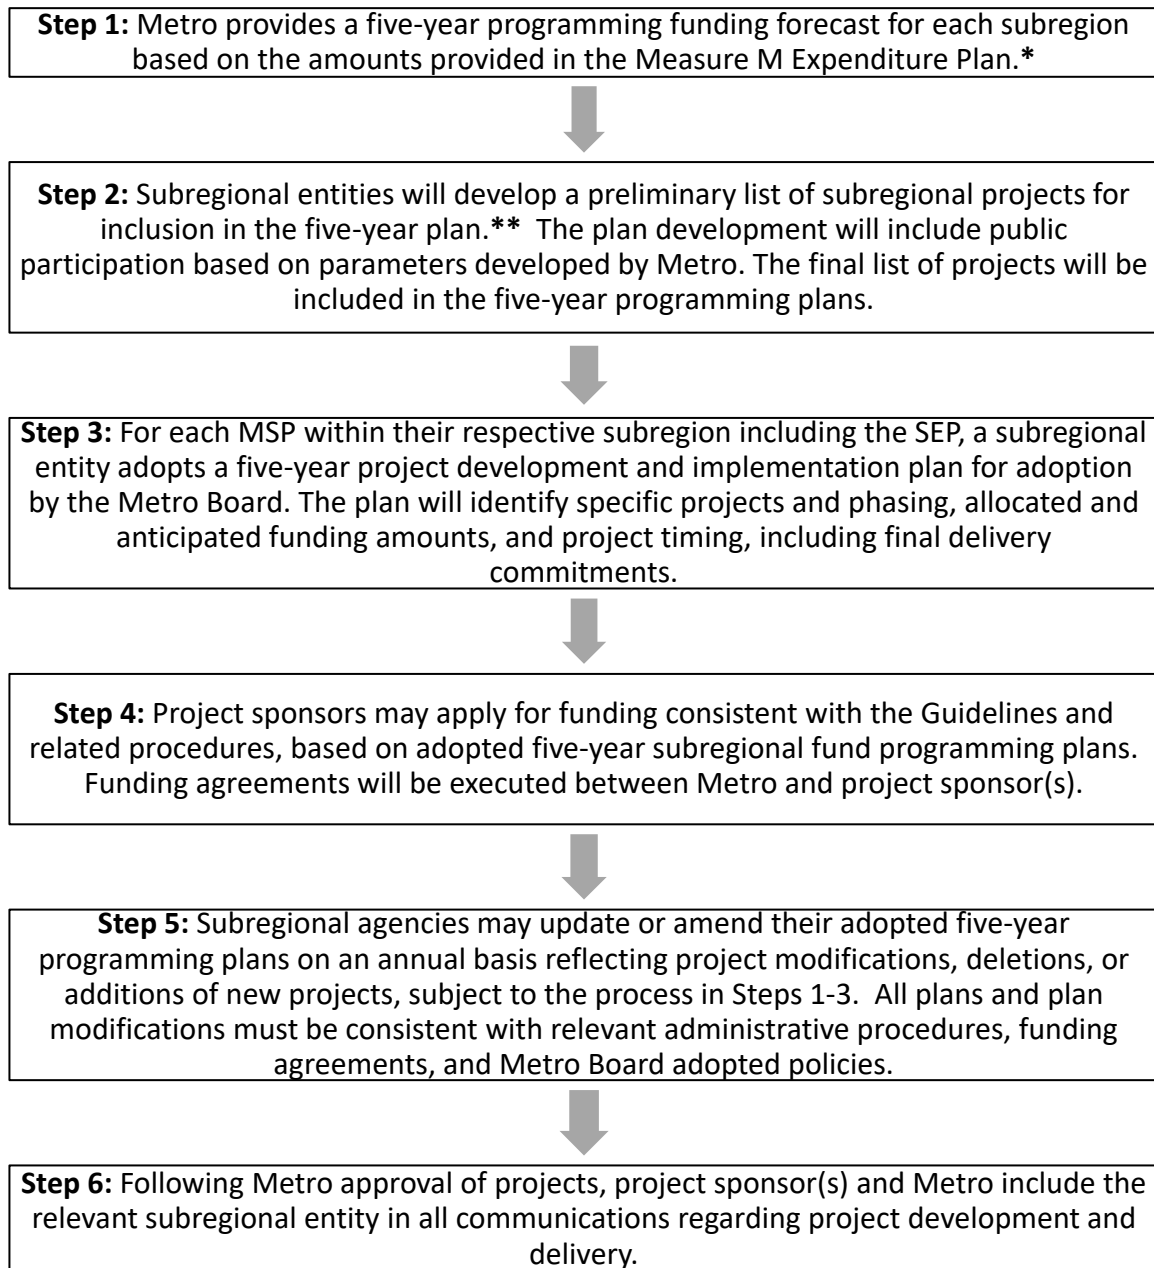 Step 1: Metro provides a five-year programming funding forecast for each subregion
based on the amounts provided in the Measure M Expenditure Plan.*
Step 2: Subregional entities will develop a preliminary list of subregional projects for
inclusion in the five-year plan.** The plan development will include public
participation based on parameters developed by Metro. The final list of projects will be
included in the five-year programming plans.
Step 3: For each MSP within their respective subregion including the SEP, a subregional
entity adopts a five-year project development and implementation plan for adoption
by the Metro Board. The plan will identify specific projects and phasing, allocated and
anticipated funding amounts, and project timing, including final delivery
commitments.
Step 4: Project sponsors may apply for funding consistent with the Guidelines and
related procedures, based on adopted five-year subregional fund programming plans.
Funding agreements will be executed between Metro and project sponsor(s).
Step 5: Subregional agencies may update or amend their adopted five-year
programming plans on an annual basis reflecting project modifications, deletions, or
additions of new projects, subject to the process in Steps 1-3. All plans and plan
modifications must be consistent with relevant administrative procedures, funding
agreements, and Metro Board adopted policies.
Step 6: Following Metro approval of projects, project sponsor(s) and Metro include the
relevant subregional entity in all communications regarding project development and
delivery.